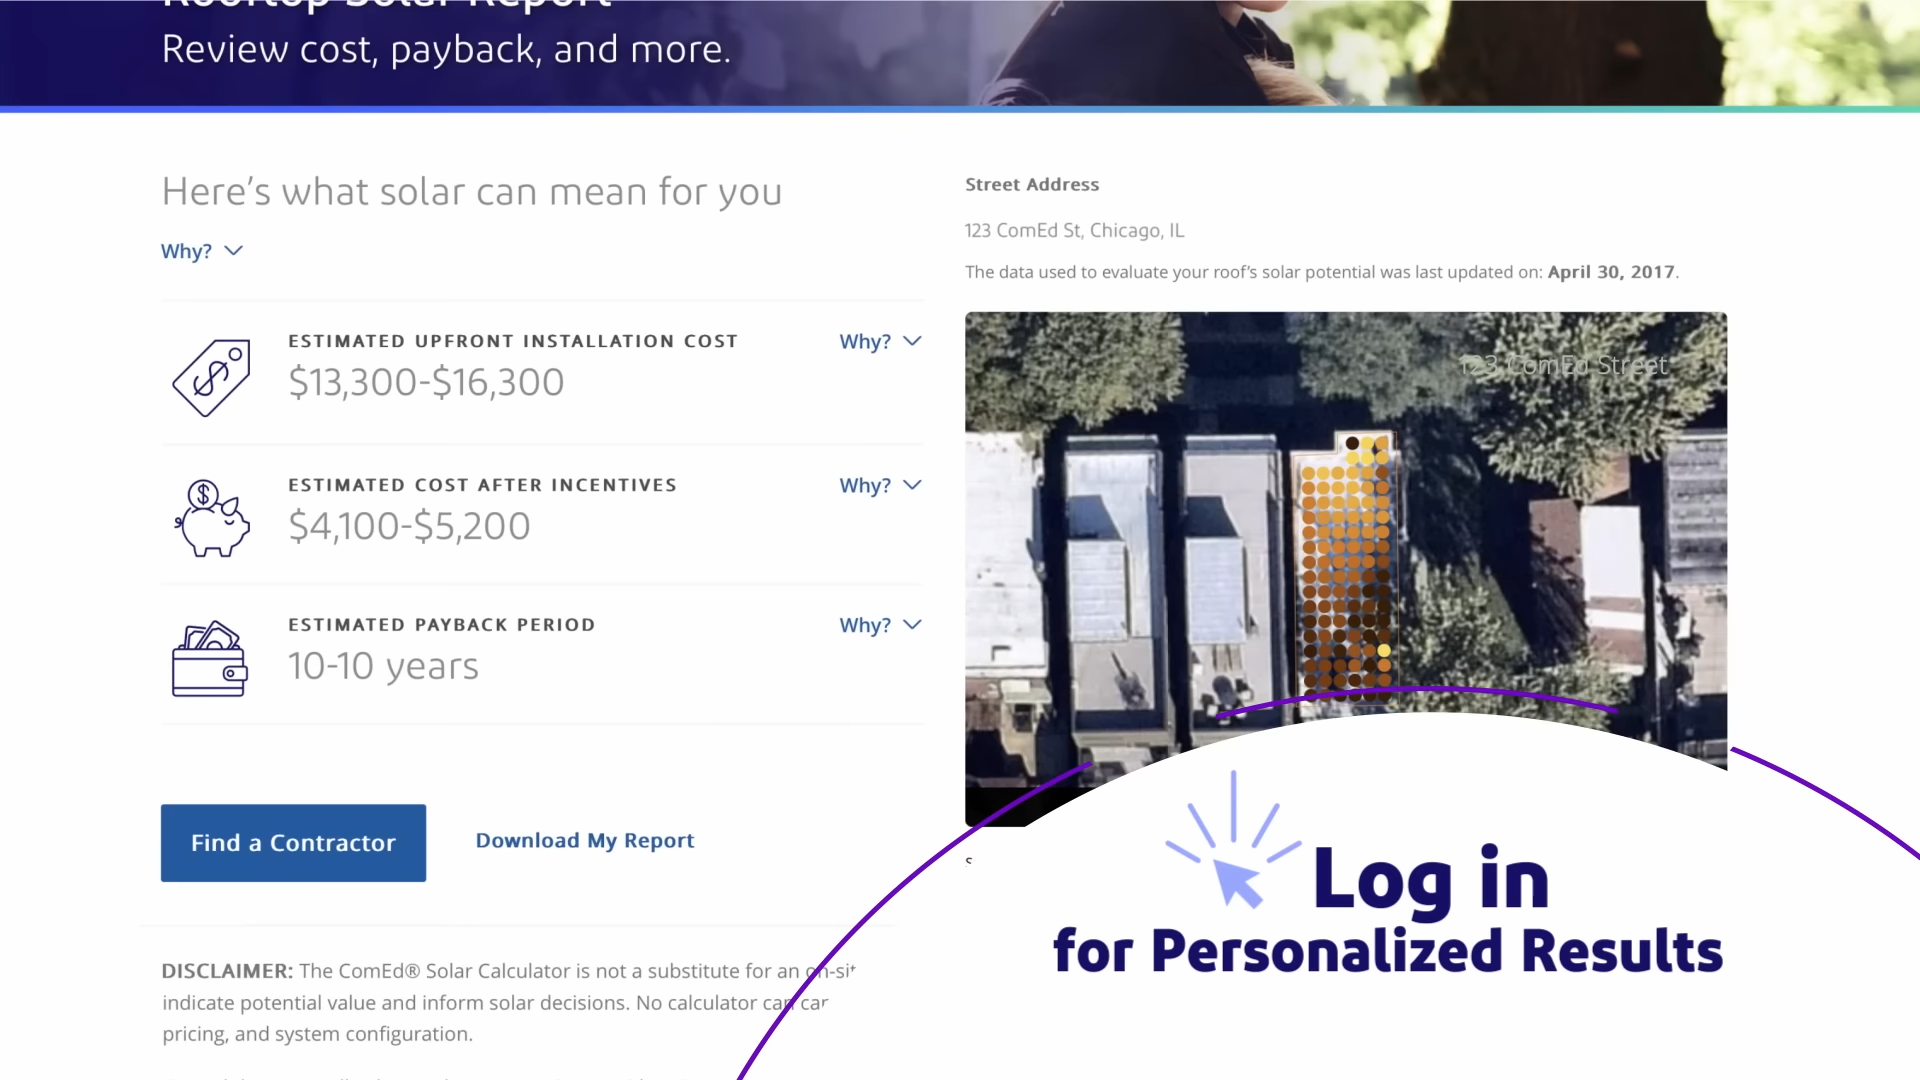 Rooftop Solar Report
Review cost, payback, and more.
Here's what solar can mean for you
Why?
ESTIMATED UPFRONT INSTALLATION COST
$13,300-$16,300
Why?
ESTIMATED COST AFTER INCENTIVES
$4,100-$5,200
Why?
ESTIMATED PAYBACK PERIOD
10-10 years
Why?
Find a Contractor
Download My Report
DISCLAIMER: The ComEd® Solar Calculator is not a substitute for an
indicate potential value and inform solar decisions. No calculator can
pricing, and system configuration.
Street Address
123 ComEd St, Chicago, IL
The data used to evaluate your roof's solar potential was last updated on: April 30, 2017.
123 ComEd Street
Log in
for Personalized Results